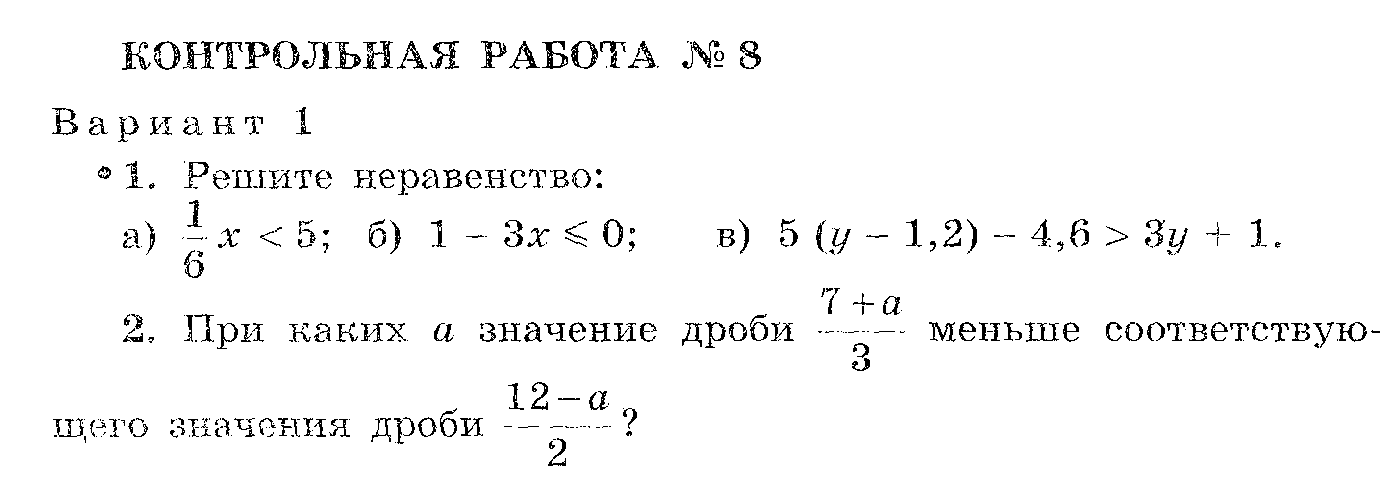 КОНТРОЛЬНАЯ РАБОТА № 8
Вариант 1
• 1. Решите неравенство:
а) 1/6 x < 5; б) 1 – 3x ⩽ 0; в) 5 (y – 1,2) – 4,6 > 3y + 1.
2. При каких a значение дроби (7 + a)/3 меньше соответствую-
щего значения дроби (12 – a)/2 ?